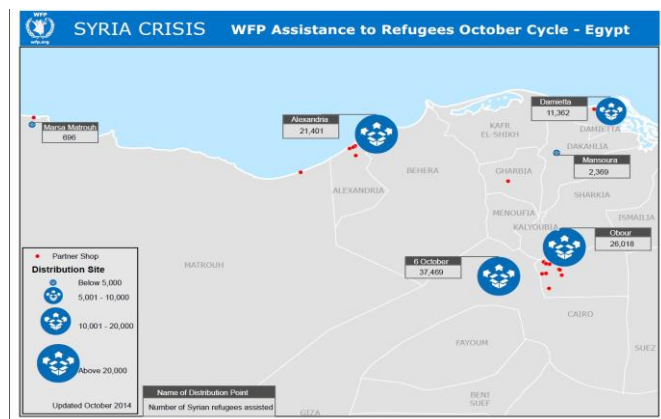 WFP
wfp.org
SYRIA CRISIS
WFP Assistance to Refugees October Cycle - Egypt
Marsa Matrouh
696
Alexandria
21,401
Damietta
11,362
KAFR
EL-SHIKH
DAMIETTA
DAKAHLIA
Mansoura
2,369
BEHERA
GHARBIA
ALEXANDRIA
SHARKIA
MENOUFIA
ISMAILIA
KALYOUBIA
Obour
26,018
6 October
37,469
MATROUH
CAIRO
FAYOUM
SUEZ
BENI
SUEF
GIZA
Partner Shop
Distribution Site
Below 5,000
5,001 - 10,000
10,001 - 20,000
Above 20,000
Updated October 2014
Name of Distribution Point
Number of Syrian refugees assisted